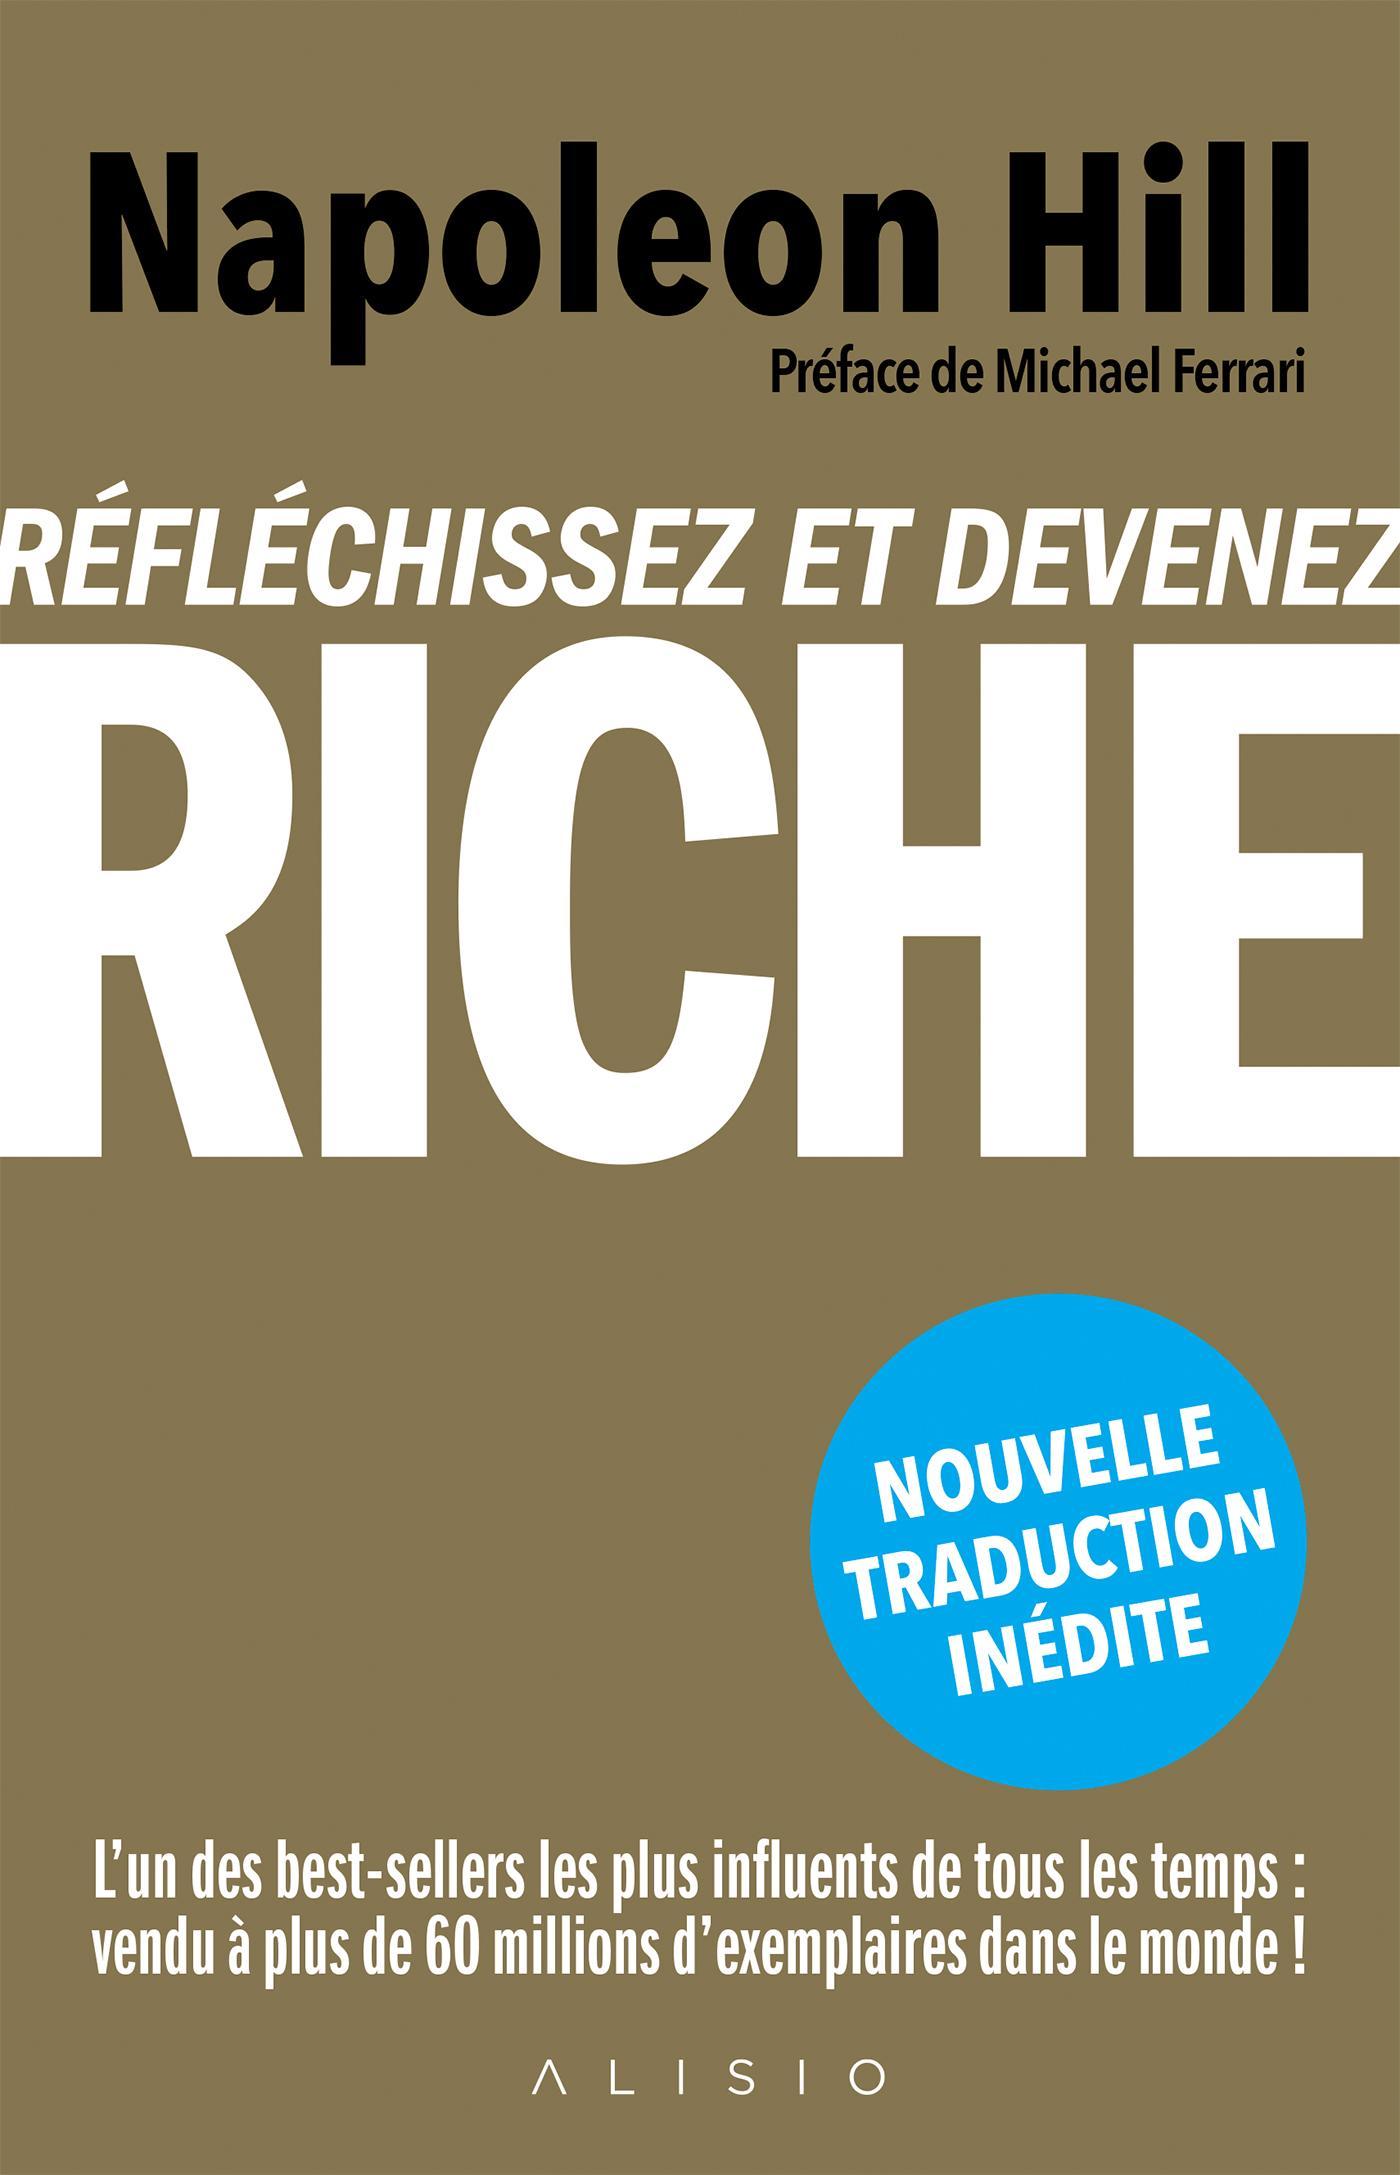 Napoleon Hill
Préface de Michael Ferrari
RÉFLÉCHISSEZ ET DEVENEZ
RICHE
NOUVELLE
TRADUCTION
INÉDITE
L’un des best-sellers les plus influents de tous les temps :
vendu à plus de 60 millions d’exemplaires dans le monde !
ALISIO